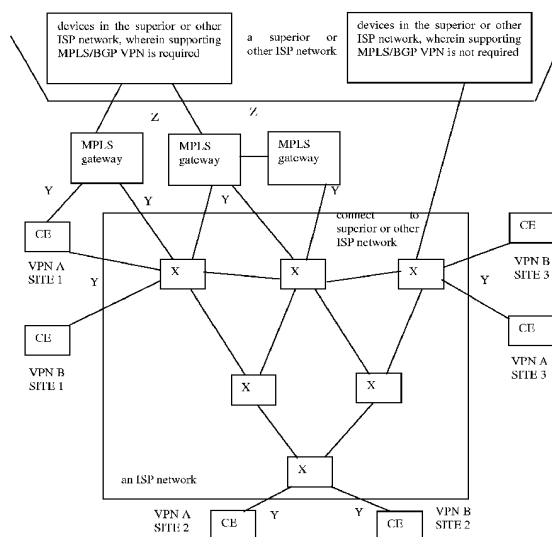 devices in the superior or other
ISP network, wherein supporting
MPLS/BGP VPN is required
a superior or
other ISP network
devices in the superior or other
ISP network, wherein supporting
MPLS/BGP VPN is not required
Z
Z
MPLS
gateway
MPLS
gateway
MPLS
gateway
Y
Y
Y
Y
connect to
superior or other
ISP network
CE
VPN A
SITE 1
X
X
X
CE
VPN B
SITE 3
Y
Y
CE
VPN B
SITE 1
CE
VPN A
SITE 3
X
X
X
an ISP network
VPN A
SITE 2
CE
Y
Y
CE
VPN B
SITE 2